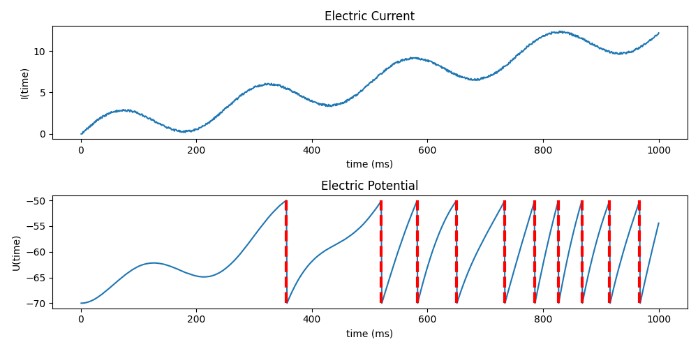 Electric Current
I(time)
10
5
0
0 200 400 600 800 1000
time (ms)
Electric Potential
U(time)
−50
−55
−60
−65
−70
0 200 400 600 800 1000
time (ms)